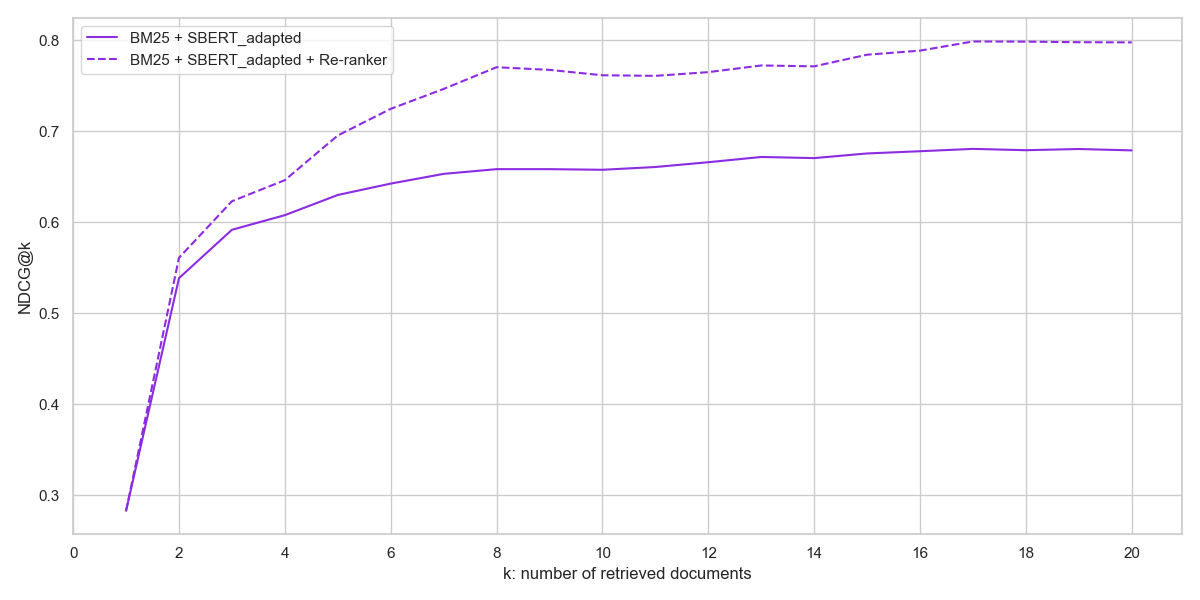 BM25 + SBERT_adapted
BM25 + SBERT_adapted + Re-ranker
NDCG@k
0.8
0.7
0.6
0.5
0.4
0.3
0 2 4 6 8 10 12 14 16 18 20
k: number of retrieved documents